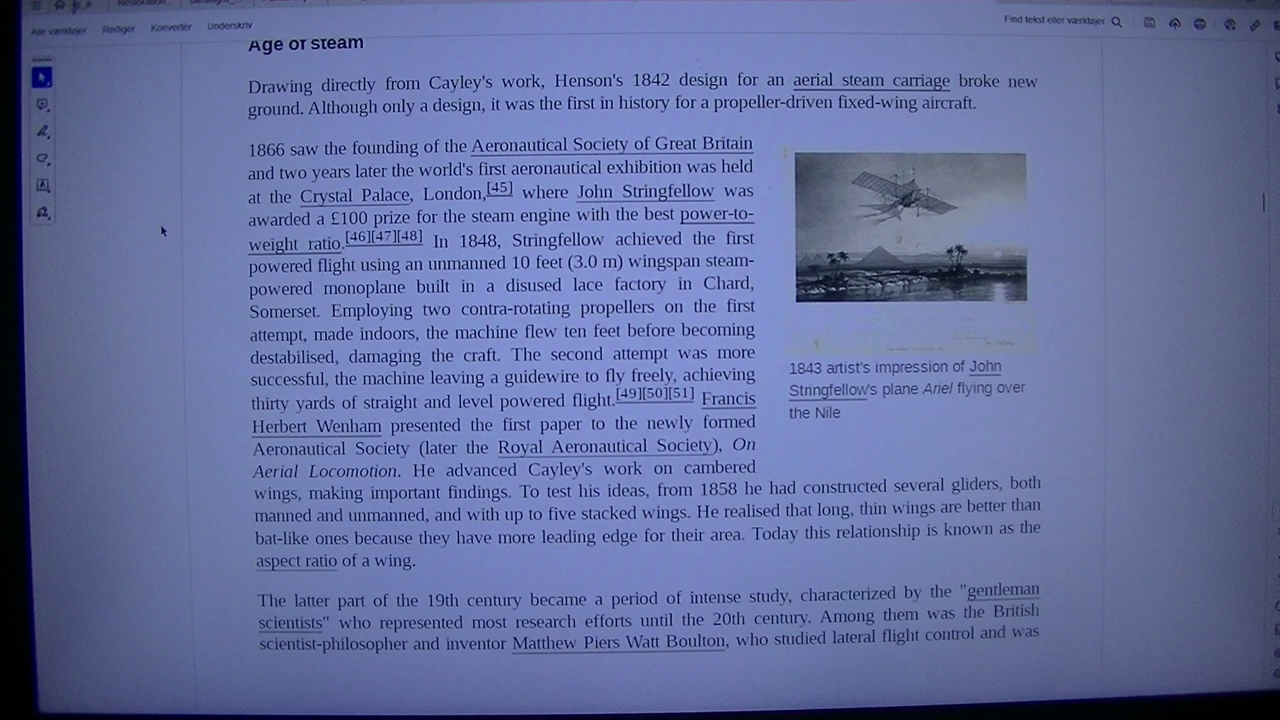 Alle værktøjer
Rediger
Konvertér
Underskriv
Find tekst eller værktøjer
Age of steam
Drawing directly from Cayley's work, Henson's 1842 design for an aerial steam carriage broke new
ground. Although only a design, it was the first in history for a propeller-driven fixed-wing aircraft.
1866 saw the founding of the Aeronautical Society of Great Britain
and two years later the world's first aeronautical exhibition was held
at the Crystal Palace, London,[45] where John Stringfellow was
awarded a £100 prize for the steam engine with the best power-to-
weight ratio.[46][47][48] In 1848, Stringfellow achieved the first
powered flight using an unmanned 10 feet (3.0 m) wingspan steam-
powered monoplane built in a disused lace factory in Chard,
Somerset. Employing two contra-rotating propellers on the first
attempt, made indoors, the machine flew ten feet before becoming
destabilised, damaging the craft. The second attempt was more
successful, the machine leaving a guidewire to fly freely, achieving
thirty yards of straight and level powered flight.[49][50][51] Francis
Herbert Wenham presented the first paper to the newly formed
Aeronautical Society (later the Royal Aeronautical Society), On
Aerial Locomotion. He advanced Cayley's work on cambered
wings, making important findings. To test his ideas, from 1858 he had constructed several gliders, both
manned and unmanned, and with up to five stacked wings. He realised that long, thin wings are better than
bat-like ones because they have more leading edge for their area. Today this relationship is known as the
aspect ratio of a wing.
1843 artist's impression of John
Stringfellow's plane Ariel flying over
the Nile
The latter part of the 19th century became a period of intense study, characterized by the "gentleman
scientists" who represented most research efforts until the 20th century. Among them was the British
scientist-philosopher and inventor Matthew Piers Watt Boulton, who studied lateral flight control and was